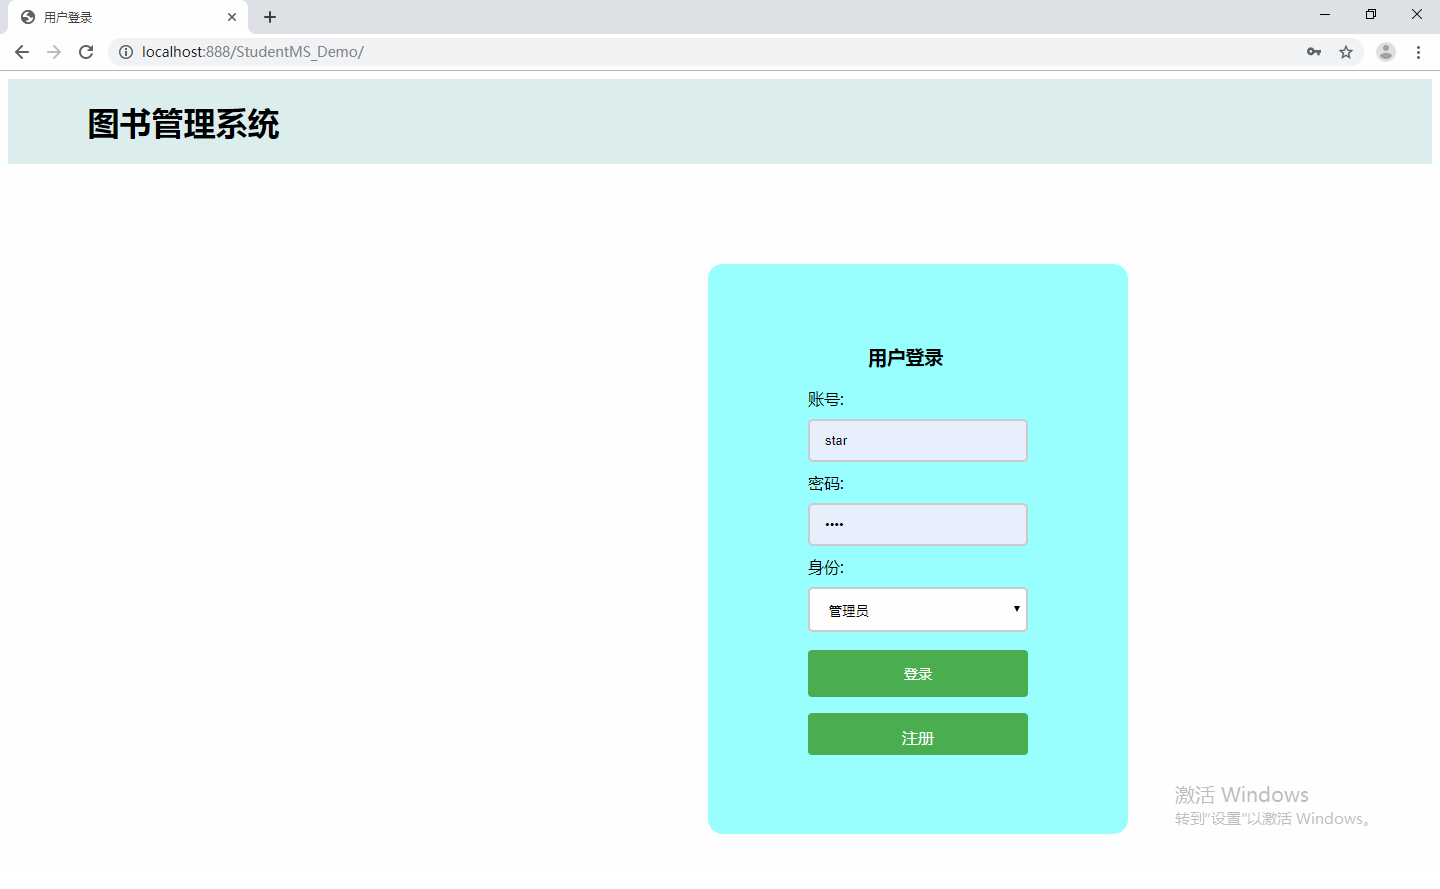 用户登录
localhost:888/StudentMS_Demo/
图书管理系统
用户登录
账号:
star
密码:
••••
身份:
管理员
登录
注册
激活 Windows
转到"设置"以激活 Windows。